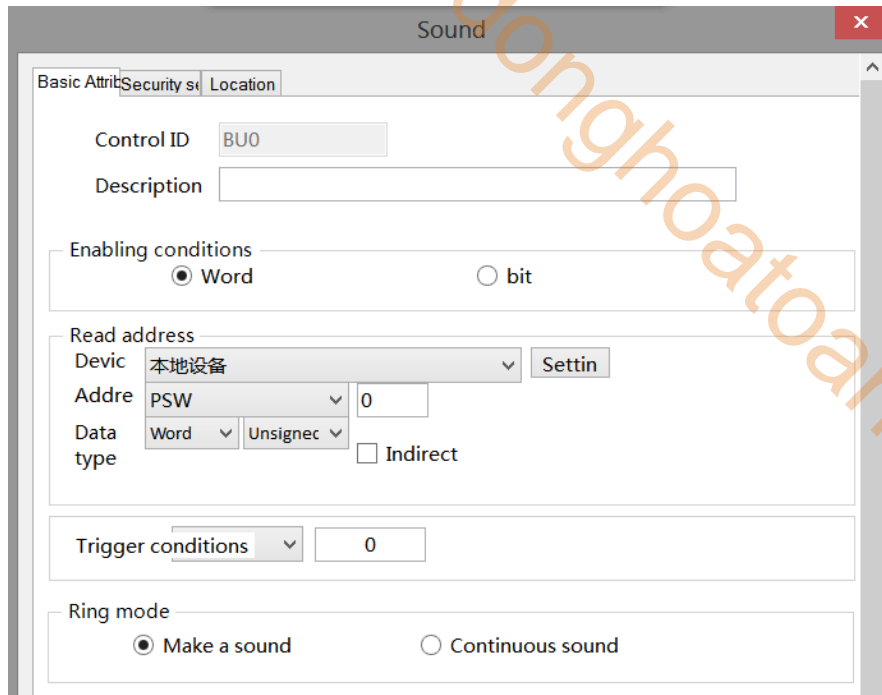 Sound
Basic Attrib Security se Location
Control ID BU0
Description
Enabling conditions
Word bit
Read address
Devic 本地设备 Settin
Addre PSW 0
Data type Word Unsigned Indirect
Trigger conditions 0
Ring mode
Make a sound Continuous sound
donghoatoan